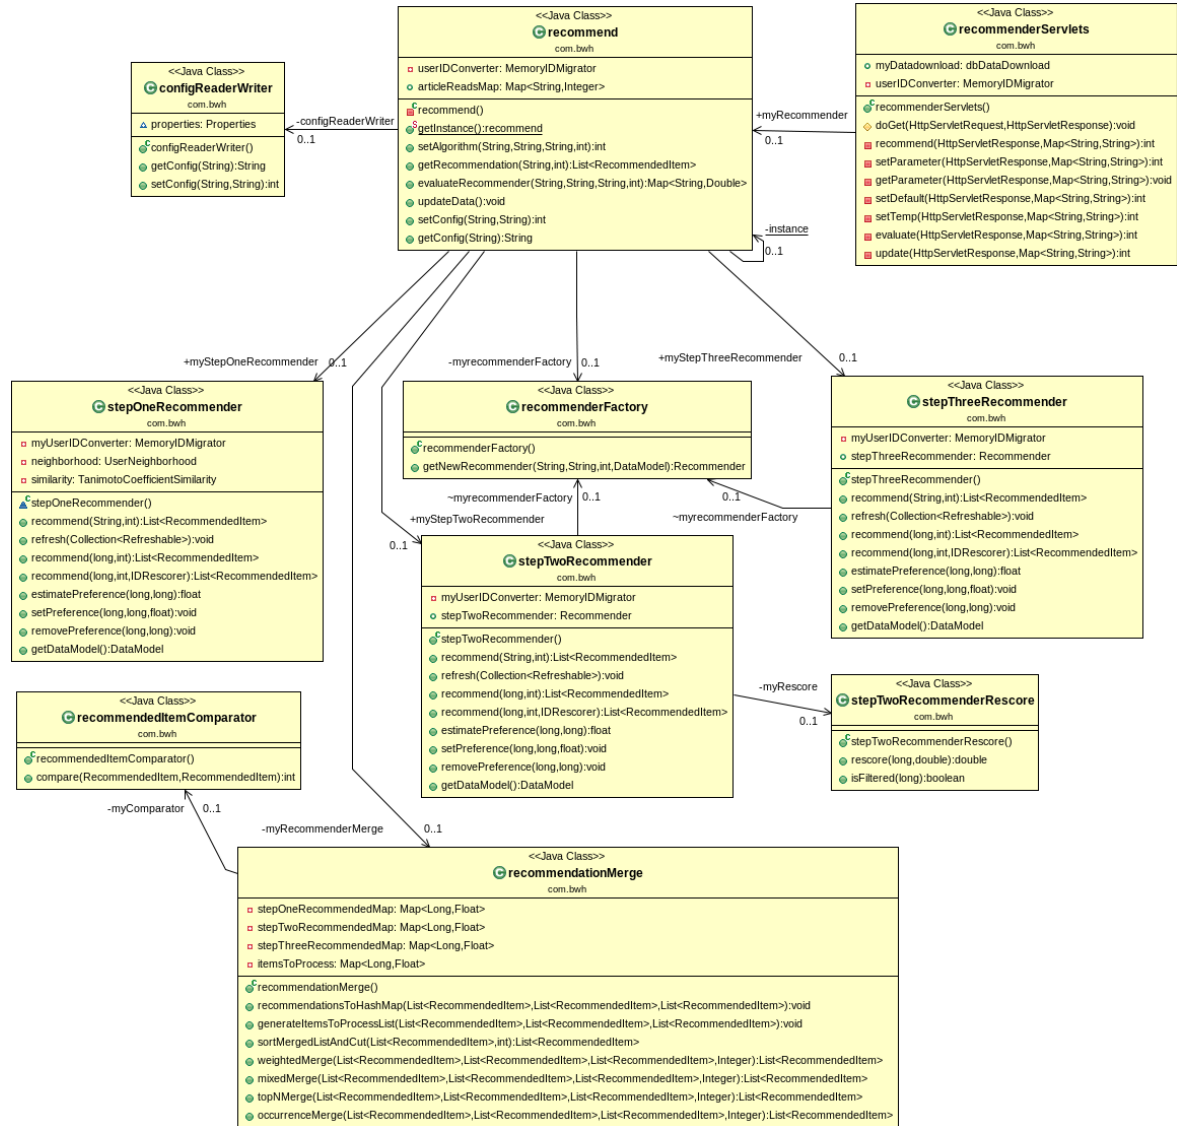 <<Java Class>>
recommend
com.bwh
userIDConverter: MemoryIDMigrator
articleReadsMap: Map<String,Integer>
recommend()
getInstance():recommend
setAlgorithm(String,String,String,int):int
getRecommendation(String,int):List<RecommendedItem>
evaluateRecommender(String,String,String,int):Map<String,Double>
updateData():void
setConfig(String,String):int
getConfig(String):String
<<Java Class>>
recommenderServlets
com.bwh
myDatadownload: dbDataDownload
userIDConverter: MemoryIDMigrator
recommenderServlets()
doGet(HttpServletRequest,HttpServletResponse):void
recommend(HttpServletResponse,Map<String,String>):int
setParameter(HttpServletResponse,Map<String,String>):int
getParameter(HttpServletResponse,Map<String,String>):void
setDefault(HttpServletResponse,Map<String,String>):int
setTemp(HttpServletResponse,Map<String,String>):int
evaluate(HttpServletResponse,Map<String,String>):int
update(HttpServletResponse,Map<String,String>):int
<<Java Class>>
configReaderWriter
com.bwh
properties: Properties
configReaderWriter()
getConfig(String):String
setConfig(String,String):int
-configReaderWriter
0..1
+myRecommender
0..1
-instance
0..1
+myStepOneRecommender
0..1
-myrecommenderFactory
0..1
+myStepThreeRecommender
0..1
<<Java Class>>
stepOneRecommender
com.bwh
myUserIDConverter: MemoryIDMigrator
neighborhood: UserNeighborhood
similarity: TanimotoCoefficientSimilarity
stepOneRecommender()
recommend(String,int):List<RecommendedItem>
refresh(Collection<Refreshable>):void
recommend(long,int):List<RecommendedItem>
recommend(long,int,IDRescorer):List<RecommendedItem>
estimatePreference(long,long):float
setPreference(long,long,float):void
removePreference(long,long):void
getDataModel():DataModel
<<Java Class>>
recommenderFactory
com.bwh
recommenderFactory()
getNewRecommender(String,String,int,DataModel):Recommender
<<Java Class>>
stepThreeRecommender
com.bwh
myUserIDConverter: MemoryIDMigrator
stepThreeRecommender: Recommender
stepThreeRecommender()
recommend(String,int):List<RecommendedItem>
refresh(Collection<Refreshable>):void
recommend(long,int):List<RecommendedItem>
recommend(long,int,IDRescorer):List<RecommendedItem>
estimatePreference(long,long):float
setPreference(long,long,float):void
removePreference(long,long):void
getDataModel():DataModel
~myrecommenderFactory
0..1
+myStepTwoRecommender
0..1
0..1
~myrecommenderFactory
<<Java Class>>
stepTwoRecommender
com.bwh
myUserIDConverter: MemoryIDMigrator
stepTwoRecommender: Recommender
stepTwoRecommender()
recommend(String,int):List<RecommendedItem>
refresh(Collection<Refreshable>):void
recommend(long,int):List<RecommendedItem>
recommend(long,int,IDRescorer):List<RecommendedItem>
estimatePreference(long,long):float
setPreference(long,long,float):void
removePreference(long,long):void
getDataModel():DataModel
-myRescore
0..1
<<Java Class>>
stepTwoRecommenderRescore
com.bwh
stepTwoRecommenderRescore()
rescore(long,double):double
isFiltered(long):boolean
<<Java Class>>
recommendedItemComparator
com.bwh
recommendedItemComparator()
compare(RecommendedItem,RecommendedItem):int
-myComparator
0..1
-myRecommenderMerge
0..1
<<Java Class>>
recommendationMerge
com.bwh
stepOneRecommendedMap: Map<Long,Float>
stepTwoRecommendedMap: Map<Long,Float>
stepThreeRecommendedMap: Map<Long,Float>
itemsToProcess: Map<Long,Float>
recommendationMerge()
recommendationsToHashMap(List<RecommendedItem>,List<RecommendedItem>,List<RecommendedItem>):void
generateItemsToProcessList(List<RecommendedItem>,List<RecommendedItem>,List<RecommendedItem>):void
sortMergedListAndCut(List<RecommendedItem>,int):List<RecommendedItem>
weightedMerge(List<RecommendedItem>,List<RecommendedItem>,List<RecommendedItem>,Integer):List<RecommendedItem>
mixedMerge(List<RecommendedItem>,List<RecommendedItem>,List<RecommendedItem>,Integer):List<RecommendedItem>
topNMerge(List<RecommendedItem>,List<RecommendedItem>,List<RecommendedItem>,Integer):List<RecommendedItem>
occurrenceMerge(List<RecommendedItem>,List<RecommendedItem>,List<RecommendedItem>,Integer):List<RecommendedItem>